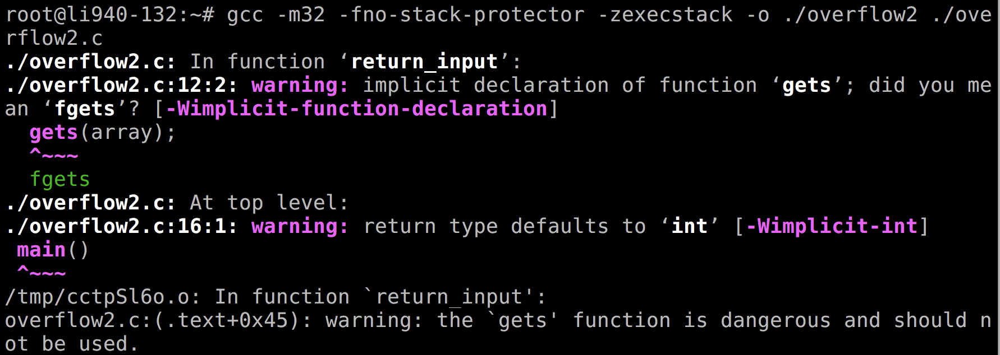 root@li940-132:~# gcc -m32 -fno-stack-protector -zexecstack -o ./overflow2 ./ove
rflow2.c
./overflow2.c: In function ‘return_input’:
./overflow2.c:12:2: warning: implicit declaration of function ‘gets’; did you me
an ‘fgets’? [-Wimplicit-function-declaration]
  gets(array);
  ^~~~
  fgets
./overflow2.c: At top level:
./overflow2.c:16:1: warning: return type defaults to ‘int’ [-Wimplicit-int]
 main()
 ^~~~
/tmp/cctpSl6o.o: In function `return_input':
overflow2.c:(.text+0x45): warning: the `gets' function is dangerous and should n
ot be used.